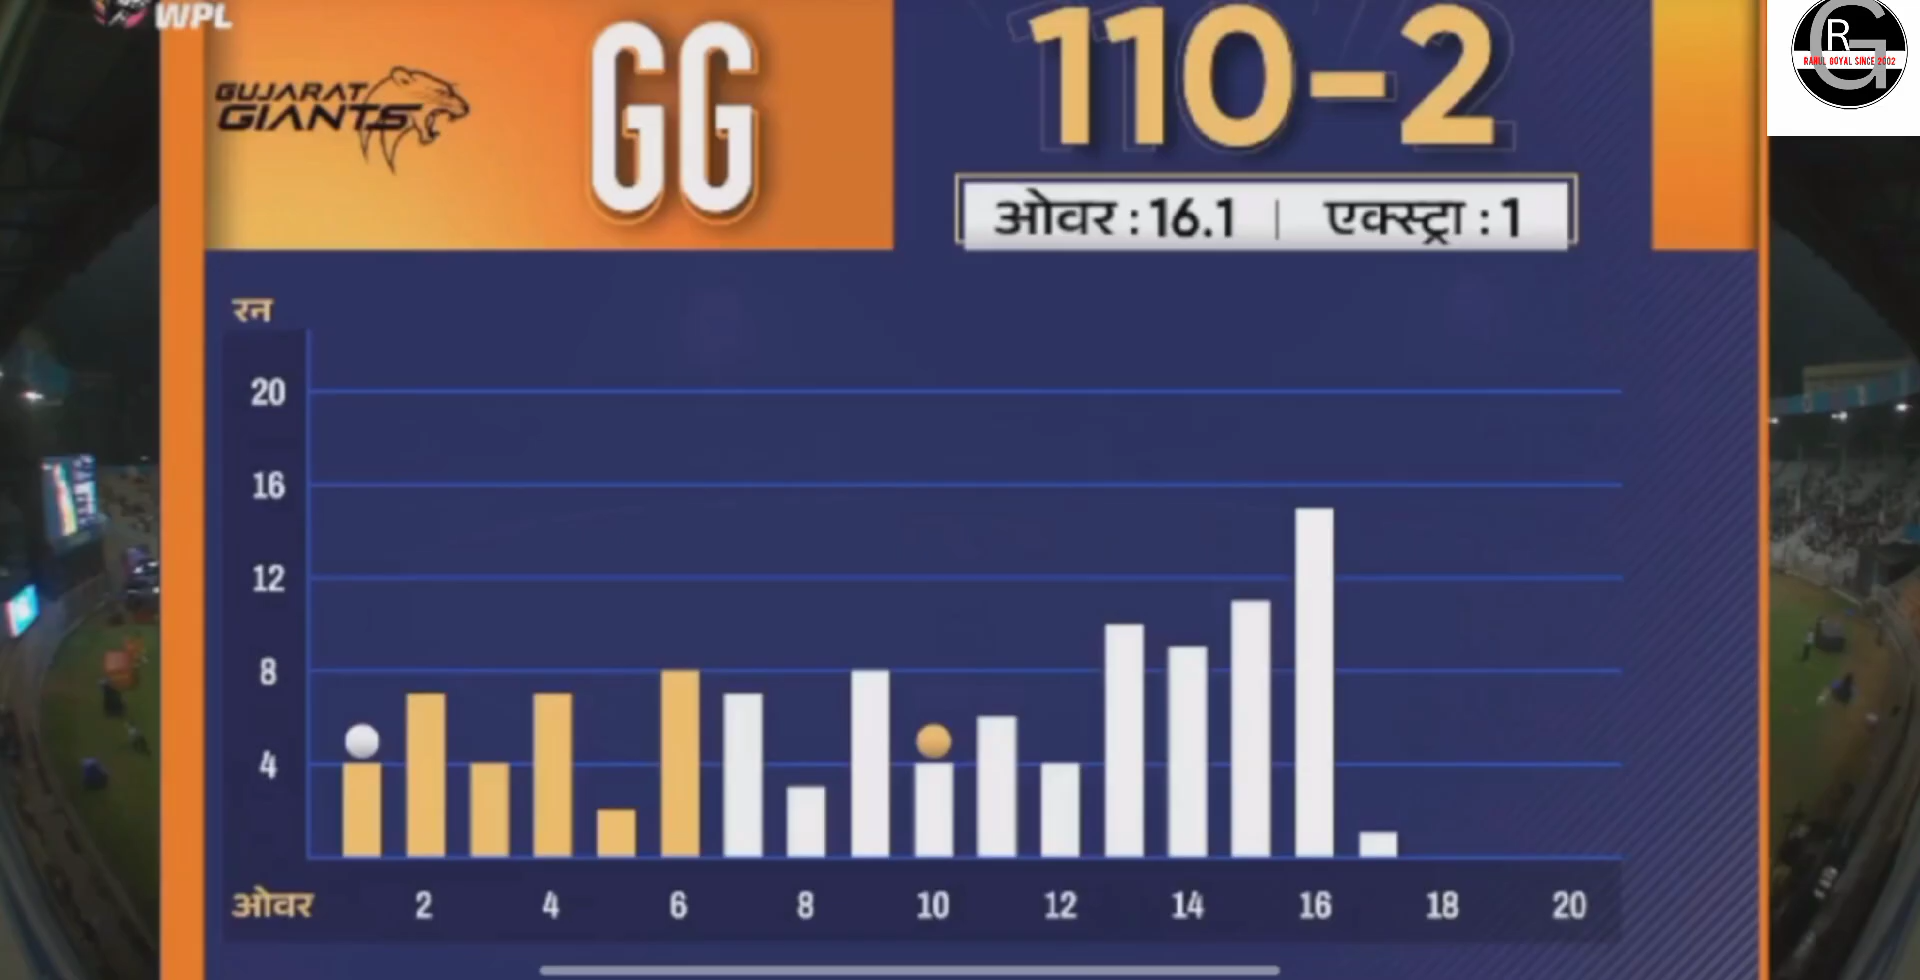 WPL
GUJARAT
GIANTS
GG
110-2
ओवर : 16.1 | एक्स्ट्रा : 1
R G
RAHUL GOYAL SINCE 2002
रन
20
16
12
8
4
ओवर 2 4 6 8 10 12 14 16 18 20